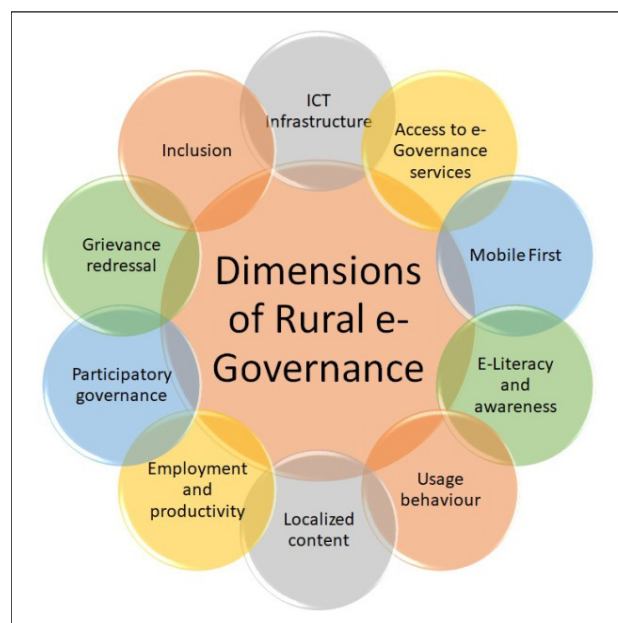 ICT
Infrastructure
Access to e-
Governance
services
Mobile First
E-Literacy
and
awareness
Usage
behaviour
Localized
content
Employment
and
productivity
Participatory
governance
Grievance
redressal
Inclusion
Dimensions
of Rural e-
Governance